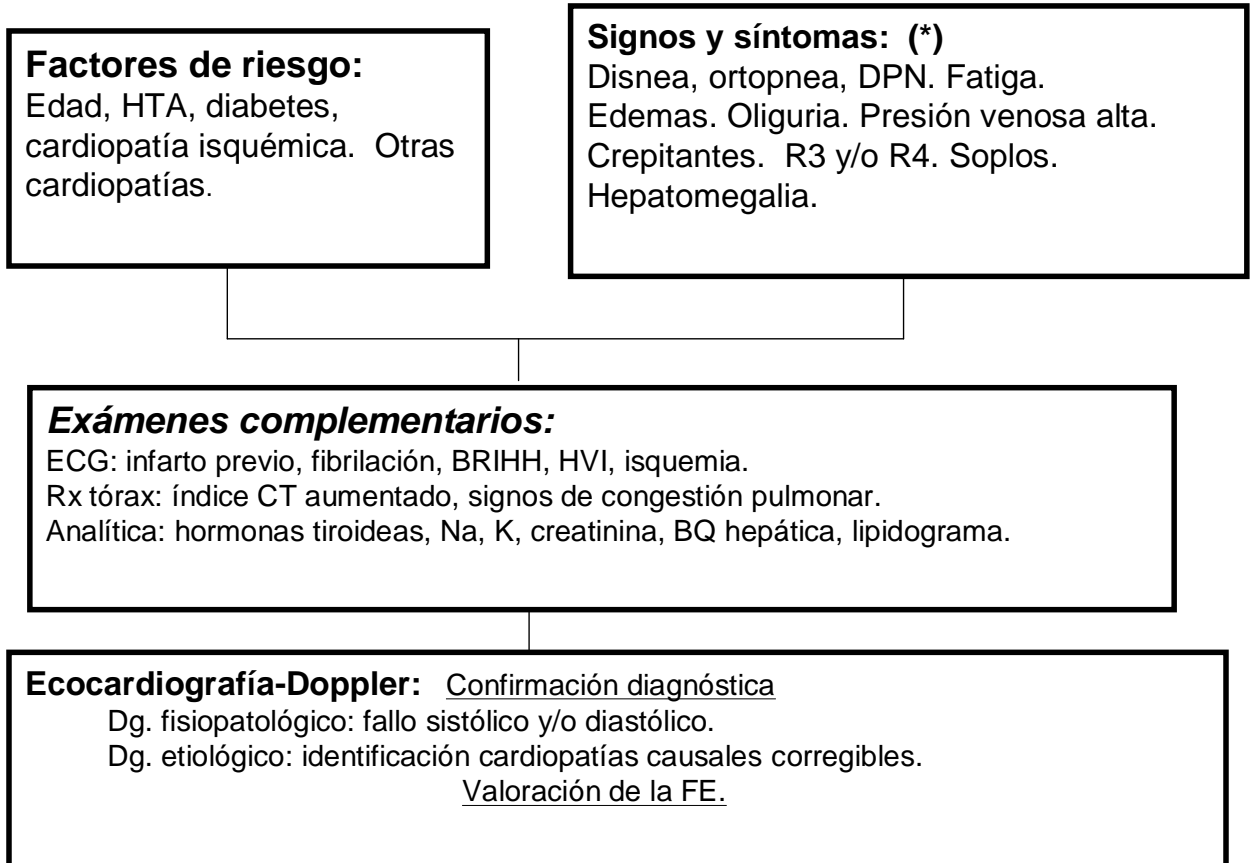 Factores de riesgo:
Edad, HTA, diabetes,
cardiopatía isquémica.  Otras
cardiopatías.
Signos y síntomas:  (*)
Disnea, ortopnea, DPN. Fatiga.
Edemas. Oliguria. Presión venosa alta.
Crepitantes.  R3 y/o R4. Soplos.
Hepatomegalia.
Exámenes complementarios:
ECG: infarto previo, fibrilación, BRIHH, HVI, isquemia.
Rx tórax: índice CT aumentado, signos de congestión pulmonar.
Analítica: hormonas tiroideas, Na, K, creatinina, BQ hepática, lipidograma.
Ecocardiografía-Doppler:  Confirmación diagnóstica
Dg. fisiopatológico: fallo sistólico y/o diastólico.
Dg. etiológico: identificación cardiopatías causales corregibles.
Valoración de la FE.